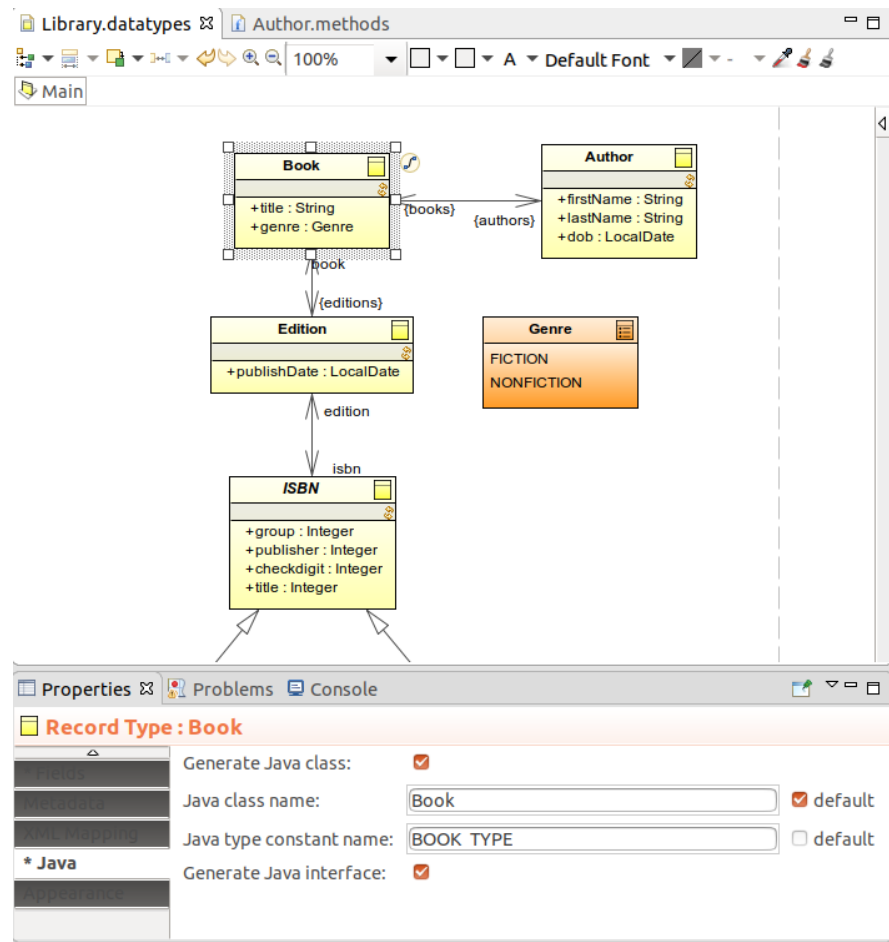 Library.datatypes Author.methods
100% A Default Font -
Main
Book
+title : String
+genre : Genre
Author
+firstName : String
+lastName : String
+dob : LocalDate
{books}
{authors}
book
{editions}
Edition
+publishDate : LocalDate
Genre
FICTION
NONFICTION
edition
isbn
ISBN
+group : Integer
+publisher : Integer
+checkdigit : Integer
+title : Integer
Properties Problems Console
Record Type : Book
* Fields
Metadata
XML Mapping
* Java
Appearance
Generate Java class:
Java class name: Book default
Java type constant name: BOOK_TYPE default
Generate Java interface: